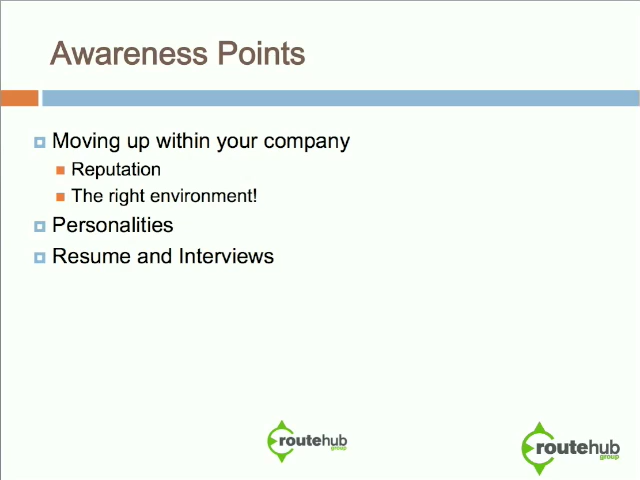 Awareness Points
Moving up within your company
Reputation
The right environment!
Personalities
Resume and Interviews
routehub
group
routehub
group